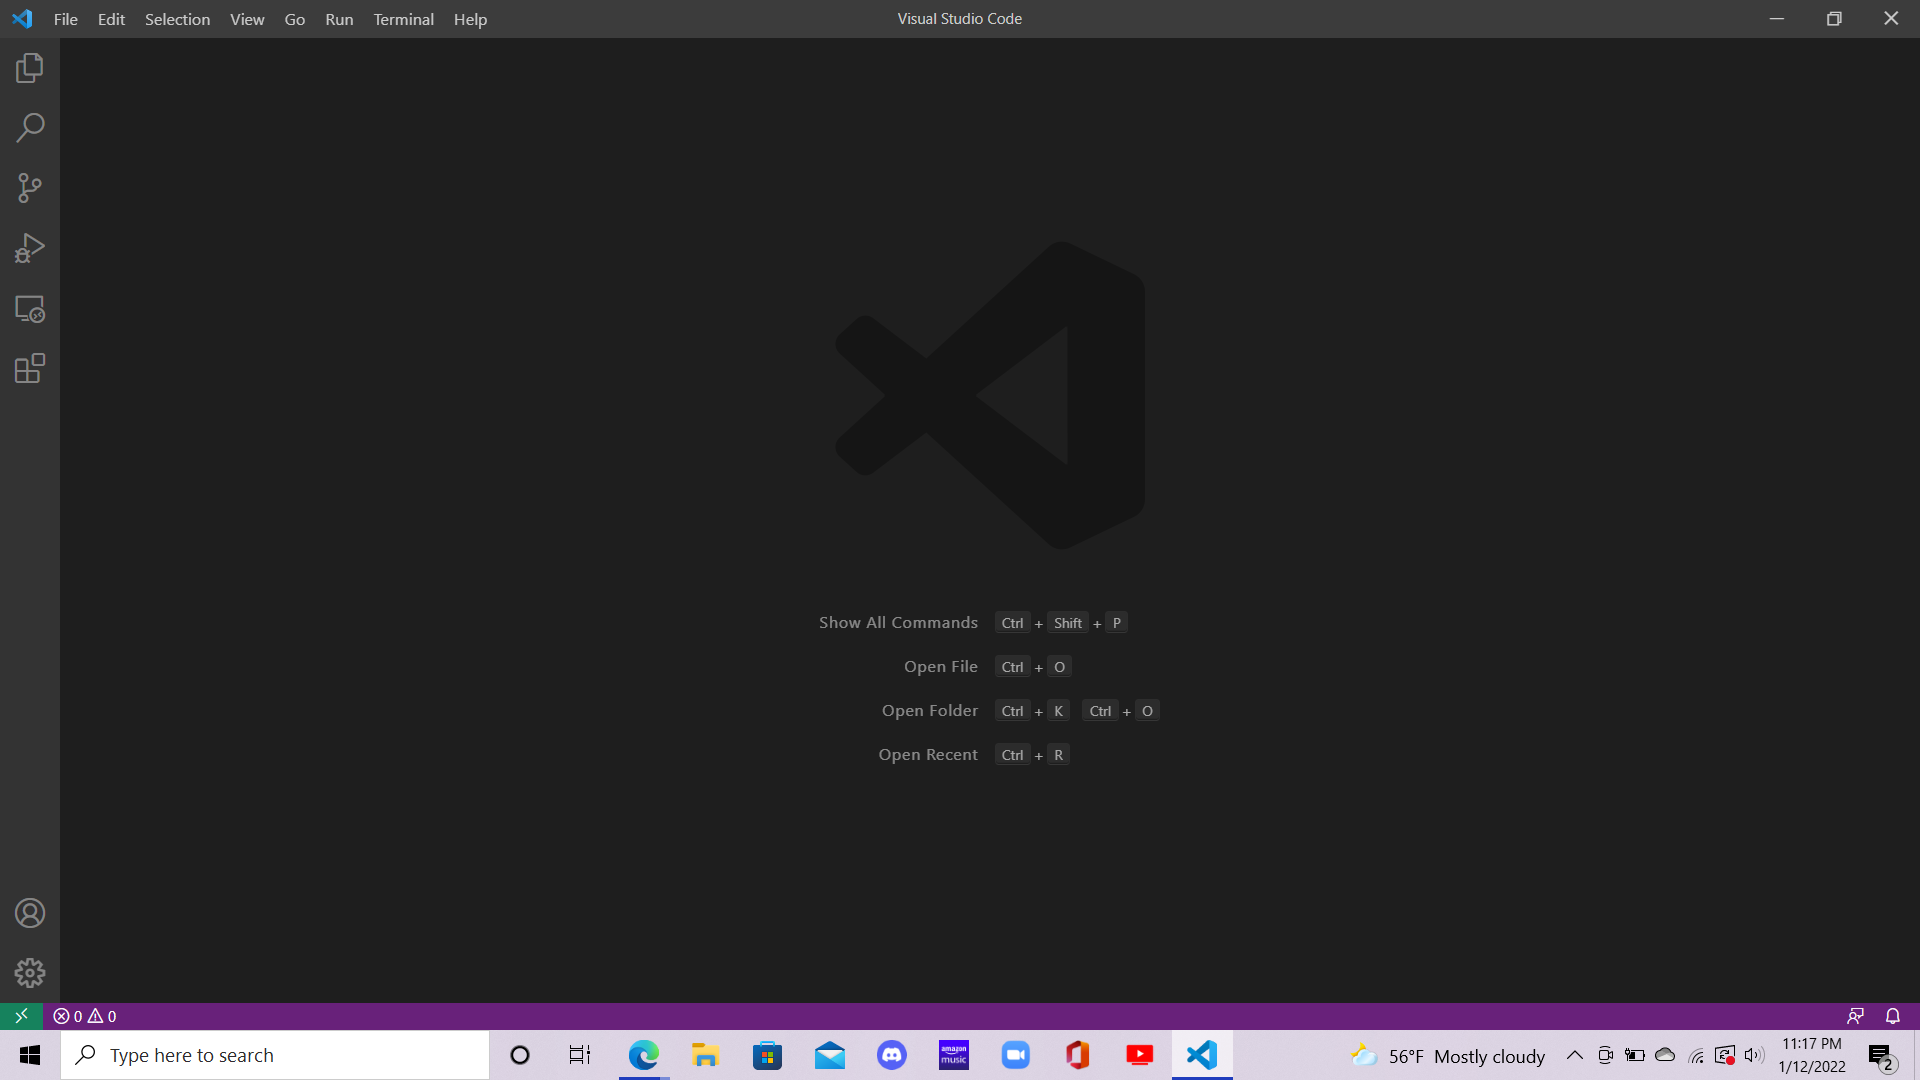 File Edit Selection View Go Run Terminal Help Visual Studio Code
Show All Commands Ctrl + Shift + P
Open File Ctrl + O
Open Folder Ctrl + K Ctrl + O
Open Recent Ctrl + R
0 0
Type here to search
amazon
music
56°F Mostly cloudy
11:17 PM
1/12/2022
2